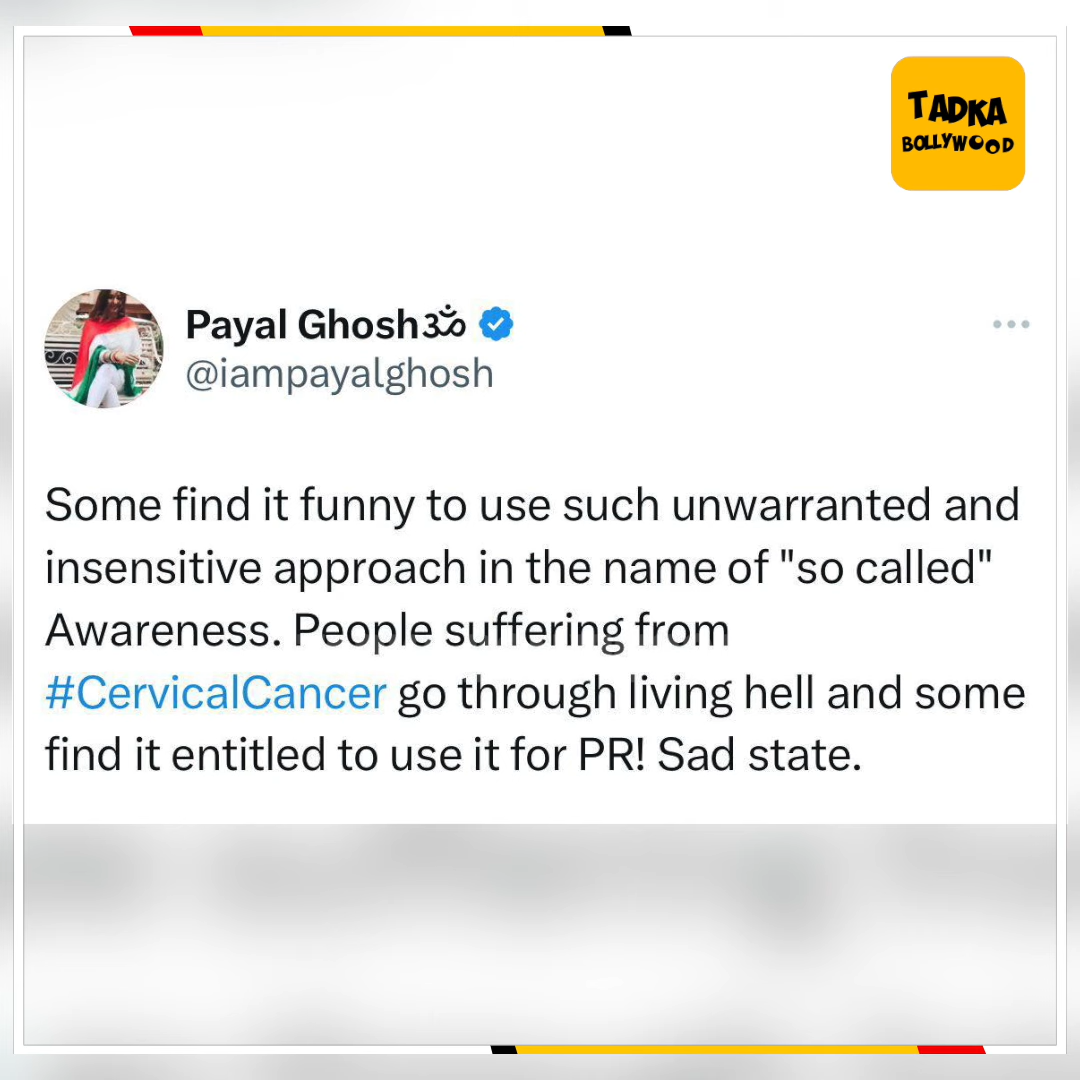 TADKA
BOLLYWOOD
Payal Ghoshॐ
@iampayalghosh
Some find it funny to use such unwarranted and
insensitive approach in the name of "so called"
Awareness. People suffering from
#CervicalCancer go through living hell and some
find it entitled to use it for PR! Sad state.